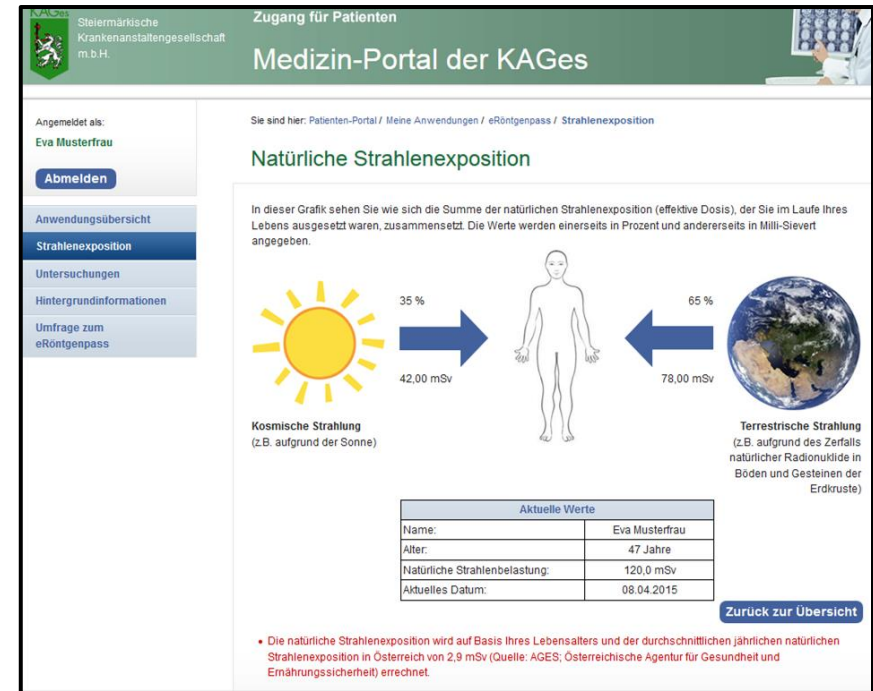 KAGes
Steiermärkische
Krankenanstaltengesellschaft
m.b.H.
Zugang für Patienten
Medizin-Portal der KAGes
Angemeldet als:
Eva Musterfrau
Abmelden
Anwendungsübersicht
Strahlenexposition
Untersuchungen
Hintergrundinformationen
Umfrage zum
eRöntgenpass
Sie sind hier: Patienten-Portal / Meine Anwendungen / eRöntgenpass / Strahlenexposition
Natürliche Strahlenexposition
In dieser Grafik sehen Sie wie sich die Summe der natürlichen Strahlenexposition (effektive Dosis), der Sie im Laufe Ihres
Lebens ausgesetzt waren, zusammensetzt. Die Werte werden einerseits in Prozent und andererseits in Milli-Sievert
angegeben.
35 %
42,00 mSv
65 %
78,00 mSv
Kosmische Strahlung
(z.B. aufgrund der Sonne)
Terrestrische Strahlung
(z.B. aufgrund des Zerfalls
natürlicher Radionuklide in
Böden und Gesteinen der
Erdkruste)
Aktuelle Werte
Name: Eva Musterfrau
Alter: 47 Jahre
Natürliche Strahlenbelastung: 120,0 mSv
Aktuelles Datum: 08.04.2015
Zurück zur Übersicht
• Die natürliche Strahlenexposition wird auf Basis Ihres Lebensalters und der durchschnittlichen jährlichen natürlichen
Strahlenexposition in Österreich von 2,9 mSv (Quelle: AGES; Österreichische Agentur für Gesundheit und
Ernährungssicherheit) errechnet.